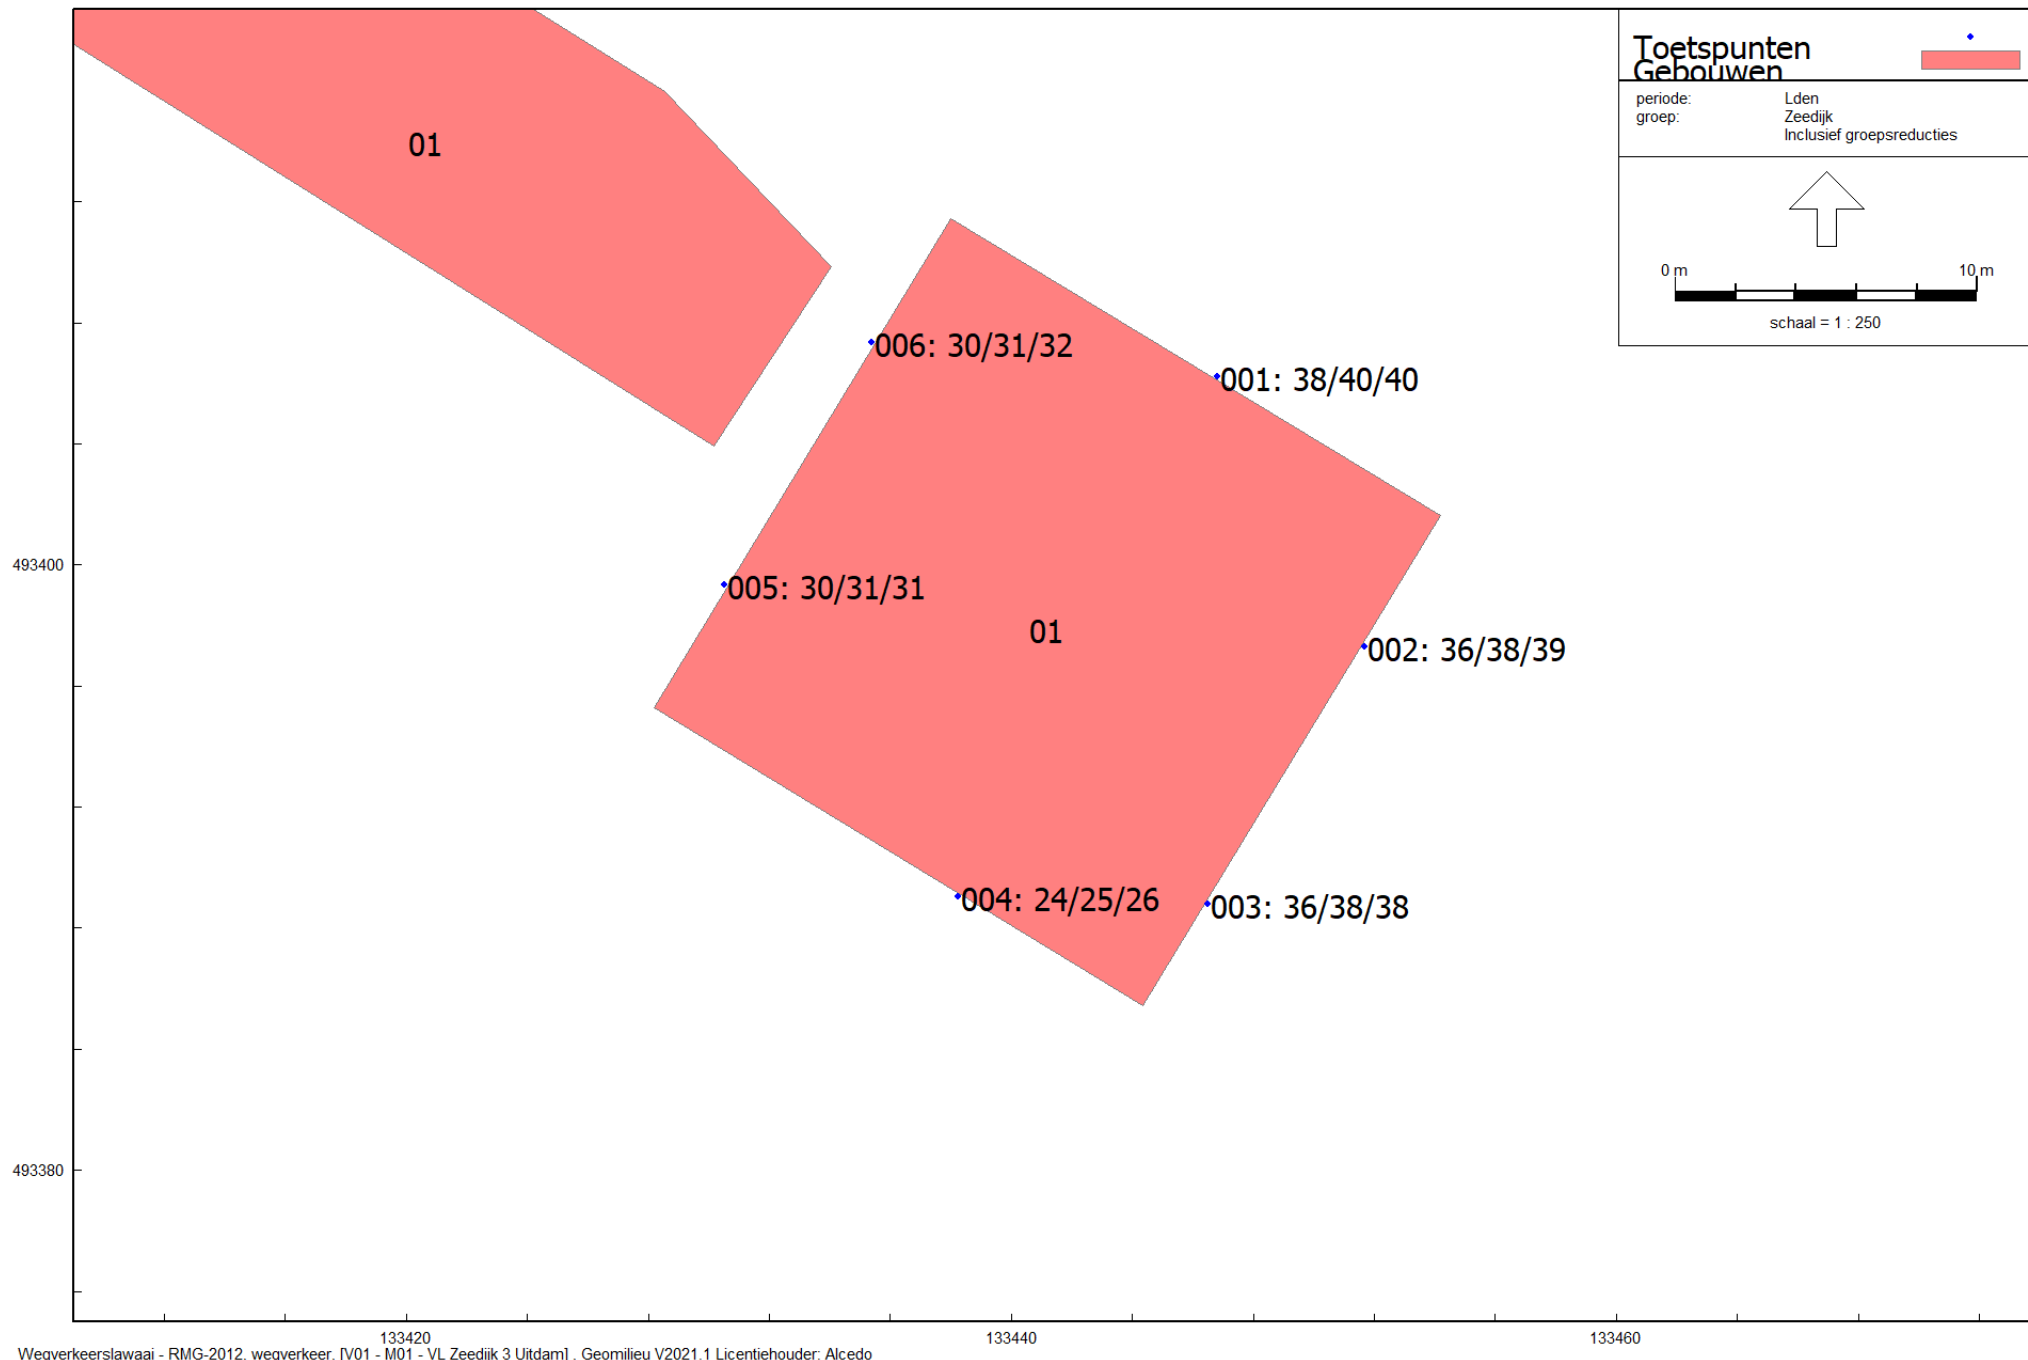 Toetspunten
Gebouwen
periode: Lden
groep: Zeedijk
Inclusief groepsreducties
0 m 10 m
schaal = 1 : 250
01
006: 30/31/32
001: 38/40/40
493400
005: 30/31/31
01
002: 36/38/39
004: 24/25/26
003: 36/38/38
493380
133420 133440 133460
Wegverkeerslawaai - RMG-2012, wegverkeer, [V01 - M01 - VL Zeedijk 3 Uitdam] , Geomilieu V2021.1 Licentiehouder: Alcedo